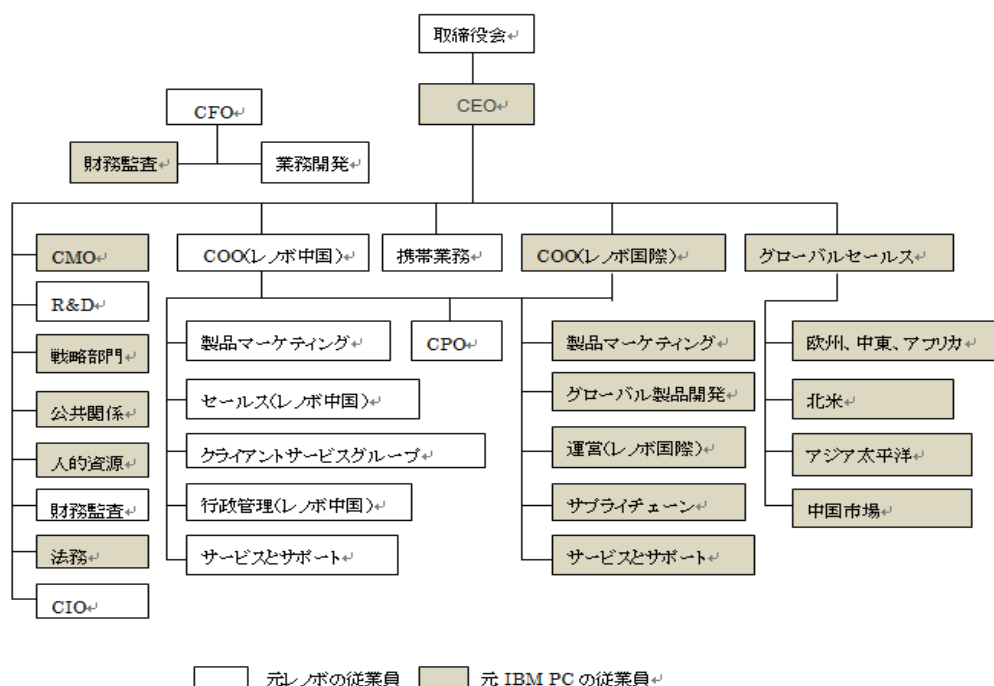 取締役会
CEO
CFO
財務監査
業務開発
CMO
COO(レノボ中国)
携帯業務
COO(レノボ国際)
グローバルセールス
R&D
戦略部門
公共関係
人的資源
財務監査
法務
CIO
製品マーケティング
セールス(レノボ中国)
クライアントサービスグループ
行政管理(レノボ中国)
サービスとサポート
CPO
製品マーケティング
グローバル製品開発
運営(レノボ国際)
サプライチェーン
サービスとサポート
欧州、中東、アフリカ
北米
アジア太平洋
中国市場
元レノボの従業員
元 IBM PC の従業員